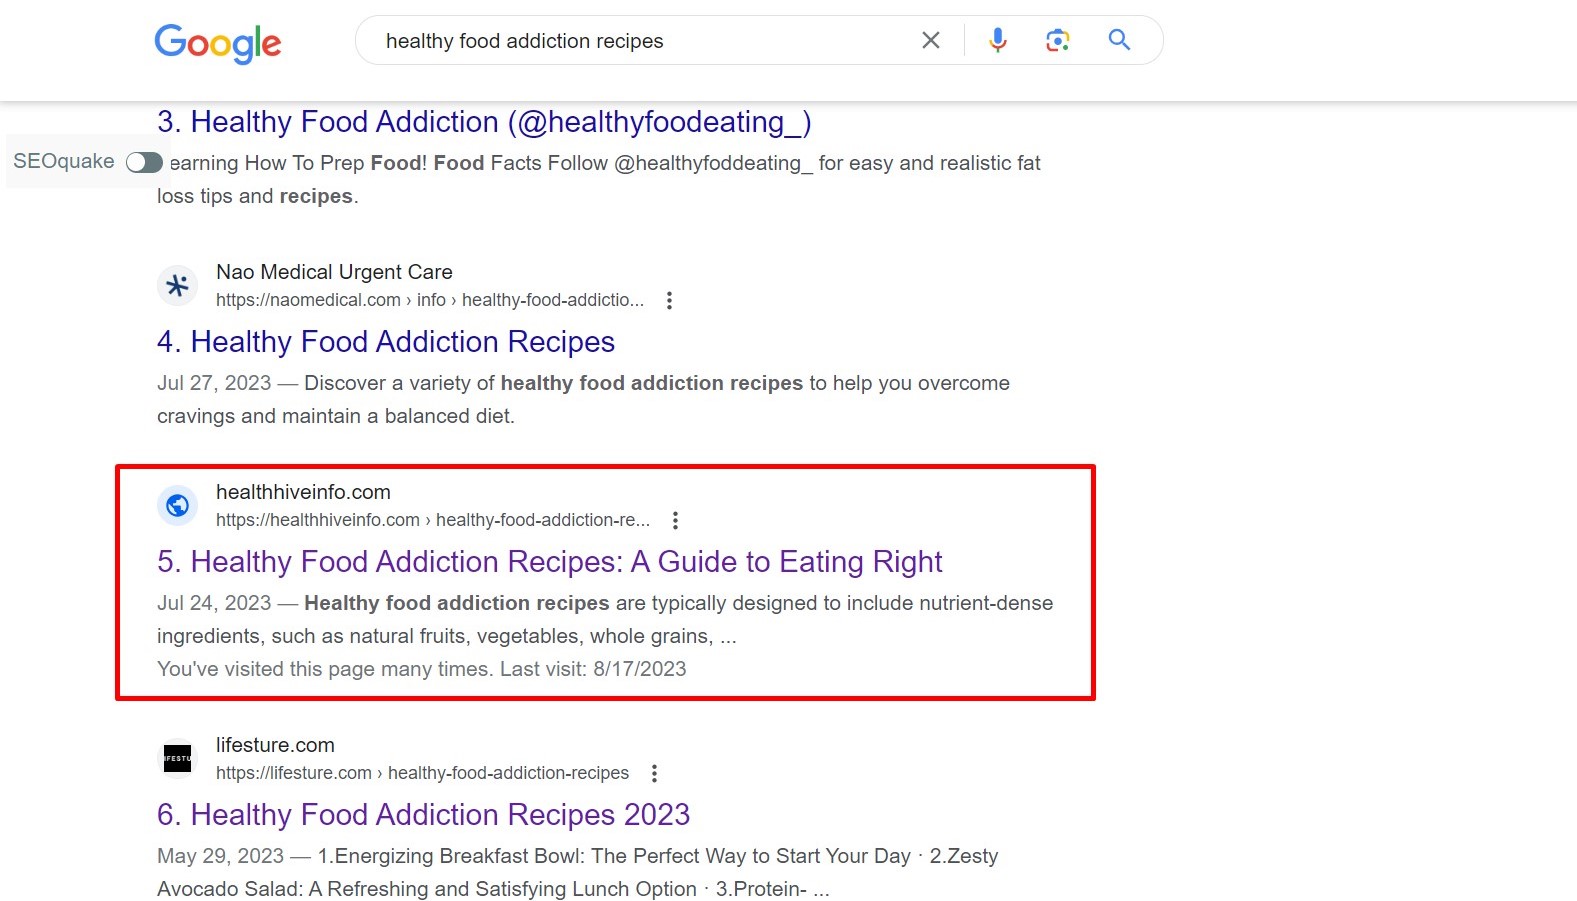 Google
healthy food addiction recipes
3. Healthy Food Addiction (@healthyfoodeating_)
SEOquake
earning How To Prep Food! Food Facts Follow @healthyfoddeating_ for easy and realistic fat
loss tips and recipes.
Nao Medical Urgent Care
https://naomedical.com › info › healthy-food-addictio...
4. Healthy Food Addiction Recipes
Jul 27, 2023 — Discover a variety of healthy food addiction recipes to help you overcome
cravings and maintain a balanced diet.
healthhiveinfo.com
https://healthhiveinfo.com › healthy-food-addiction-re...
5. Healthy Food Addiction Recipes: A Guide to Eating Right
Jul 24, 2023 — Healthy food addiction recipes are typically designed to include nutrient-dense
ingredients, such as natural fruits, vegetables, whole grains, ...
You've visited this page many times. Last visit: 8/17/2023
lifesture.com
IFESTU
https://lifesture.com › healthy-food-addiction-recipes
6. Healthy Food Addiction Recipes 2023
May 29, 2023 — 1.Energizing Breakfast Bowl: The Perfect Way to Start Your Day · 2.Zesty
Avocado Salad: A Refreshing and Satisfying Lunch Option · 3.Protein- ...